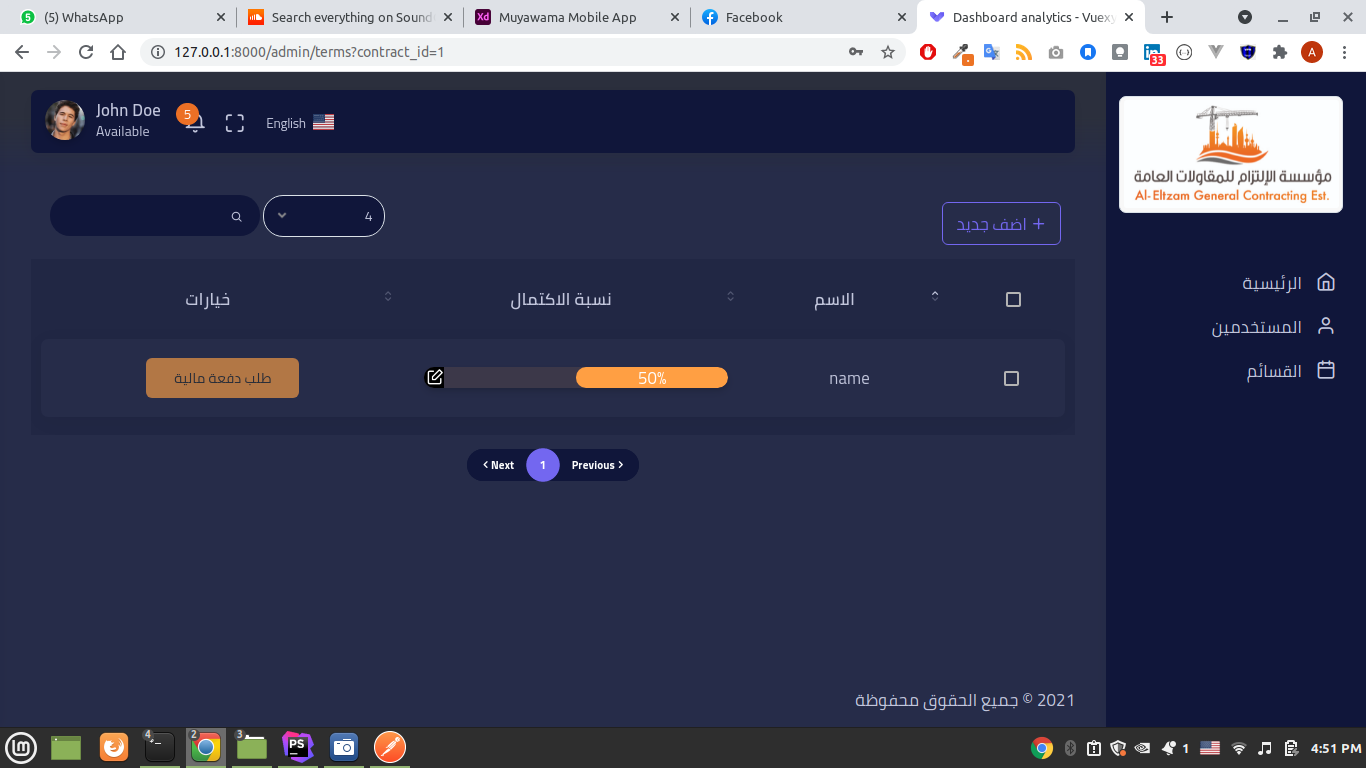 (5) WhatsApp
Search everything on Sound
Muyawama Mobile App
Facebook
Dashboard analytics - Vuexy
127.0.0.1:8000/admin/terms?contract_id=1
33
A
John Doe
Available
5
English
مؤسسة الإلتزام للمقاولات العامة
Al-Eltzam General Contracting Est.
الرئيسية
المستخدمين
القسائم
+ اضف جديد
4
الاسم
نسبة الاكتمال
خيارات
name
50%
طلب دفعة مالية
Next
1
Previous
2021 © جميع الحقوق محفوظة
4
2
3
PS
1
4:51 PM